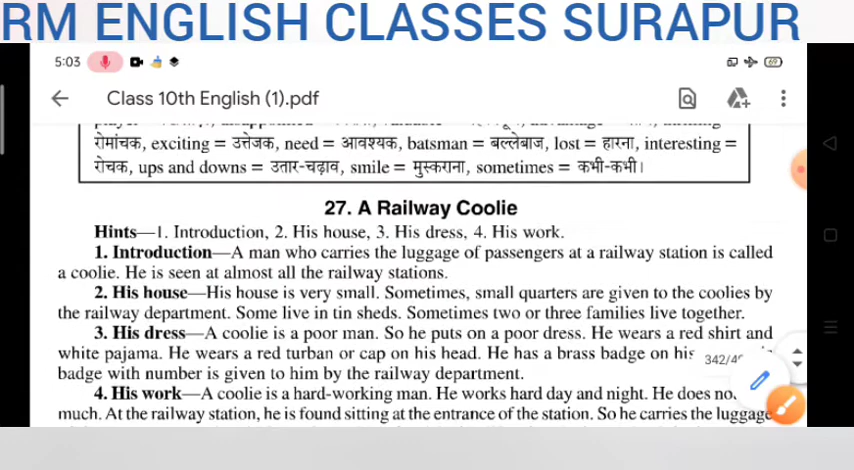 RM ENGLISH CLASSES SURAPUR
5:03
69
Class 10th English (1).pdf
रोमांचक, exciting = उत्तेजक, need = आवश्यक, batsman = बल्लेबाज, lost = हारना, interesting =
रोचक, ups and downs = उतार-चढ़ाव, smile = मुस्कराना, sometimes = कभी-कभी।
27. A Railway Coolie
Hints—1. Introduction, 2. His house, 3. His dress, 4. His work.
1. Introduction—A man who carries the luggage of passengers at a railway station is called
a coolie. He is seen at almost all the railway stations.
2. His house—His house is very small. Sometimes, small quarters are given to the coolies by
the railway department. Some live in tin sheds. Sometimes two or three families live together.
3. His dress—A coolie is a poor man. So he puts on a poor dress. He wears a red shirt and
white pajama. He wears a red turban or cap on his head. He has a brass badge on his
342/4
badge with number is given to him by the railway department.
4. His work—A coolie is a hard-working man. He works hard day and night. He does no
much. At the railway station, he is found sitting at the entrance of the station. So he carries the luggage